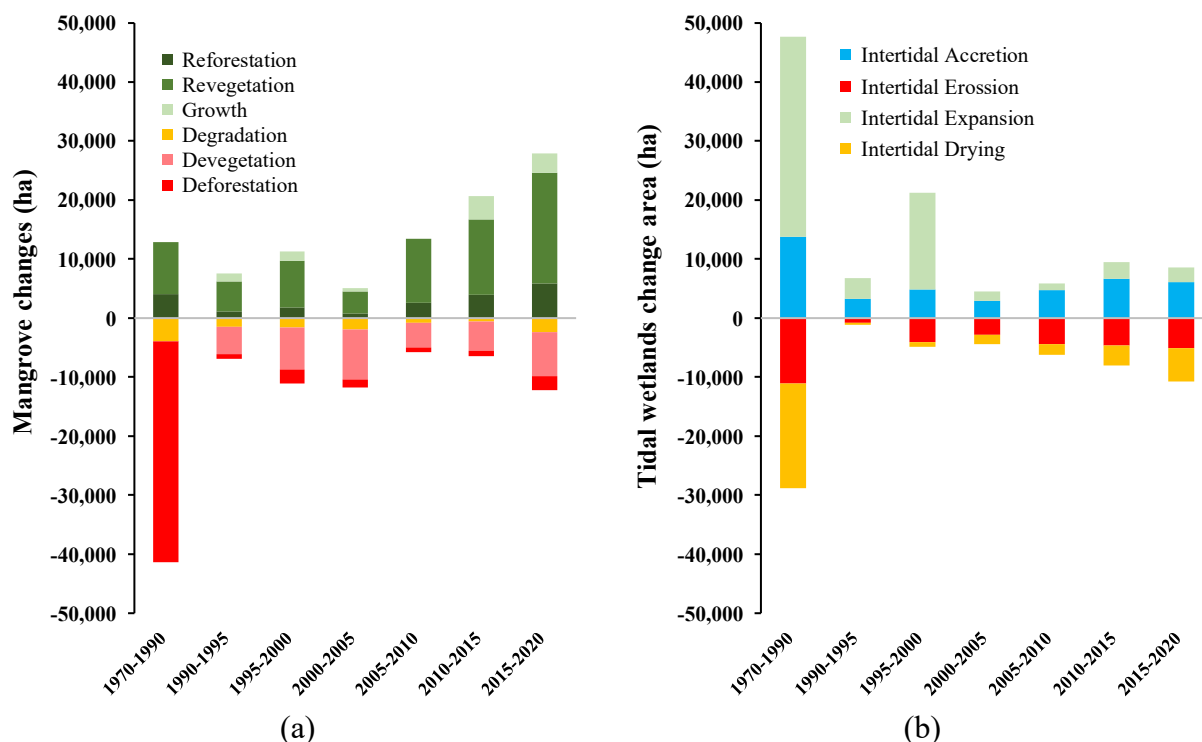 Mangrove changes (ha)
50,000
40,000
30,000
20,000
10,000
0
-10,000
-20,000
-30,000
-40,000
-50,000
Reforestation
Revegetation
Growth
Degradation
Devegetation
Deforestation
1970-1990
1990-1995
1995-2000
2000-2005
2005-2010
2010-2015
2015-2020
(a)
Tidal wetlands change area (ha)
50,000
40,000
30,000
20,000
10,000
0
-10,000
-20,000
-30,000
-40,000
-50,000
Intertidal Accretion
Intertidal Erossion
Intertidal Expansion
Intertidal Drying
1970-1990
1990-1995
1995-2000
2000-2005
2005-2010
2010-2015
2015-2020
(b)